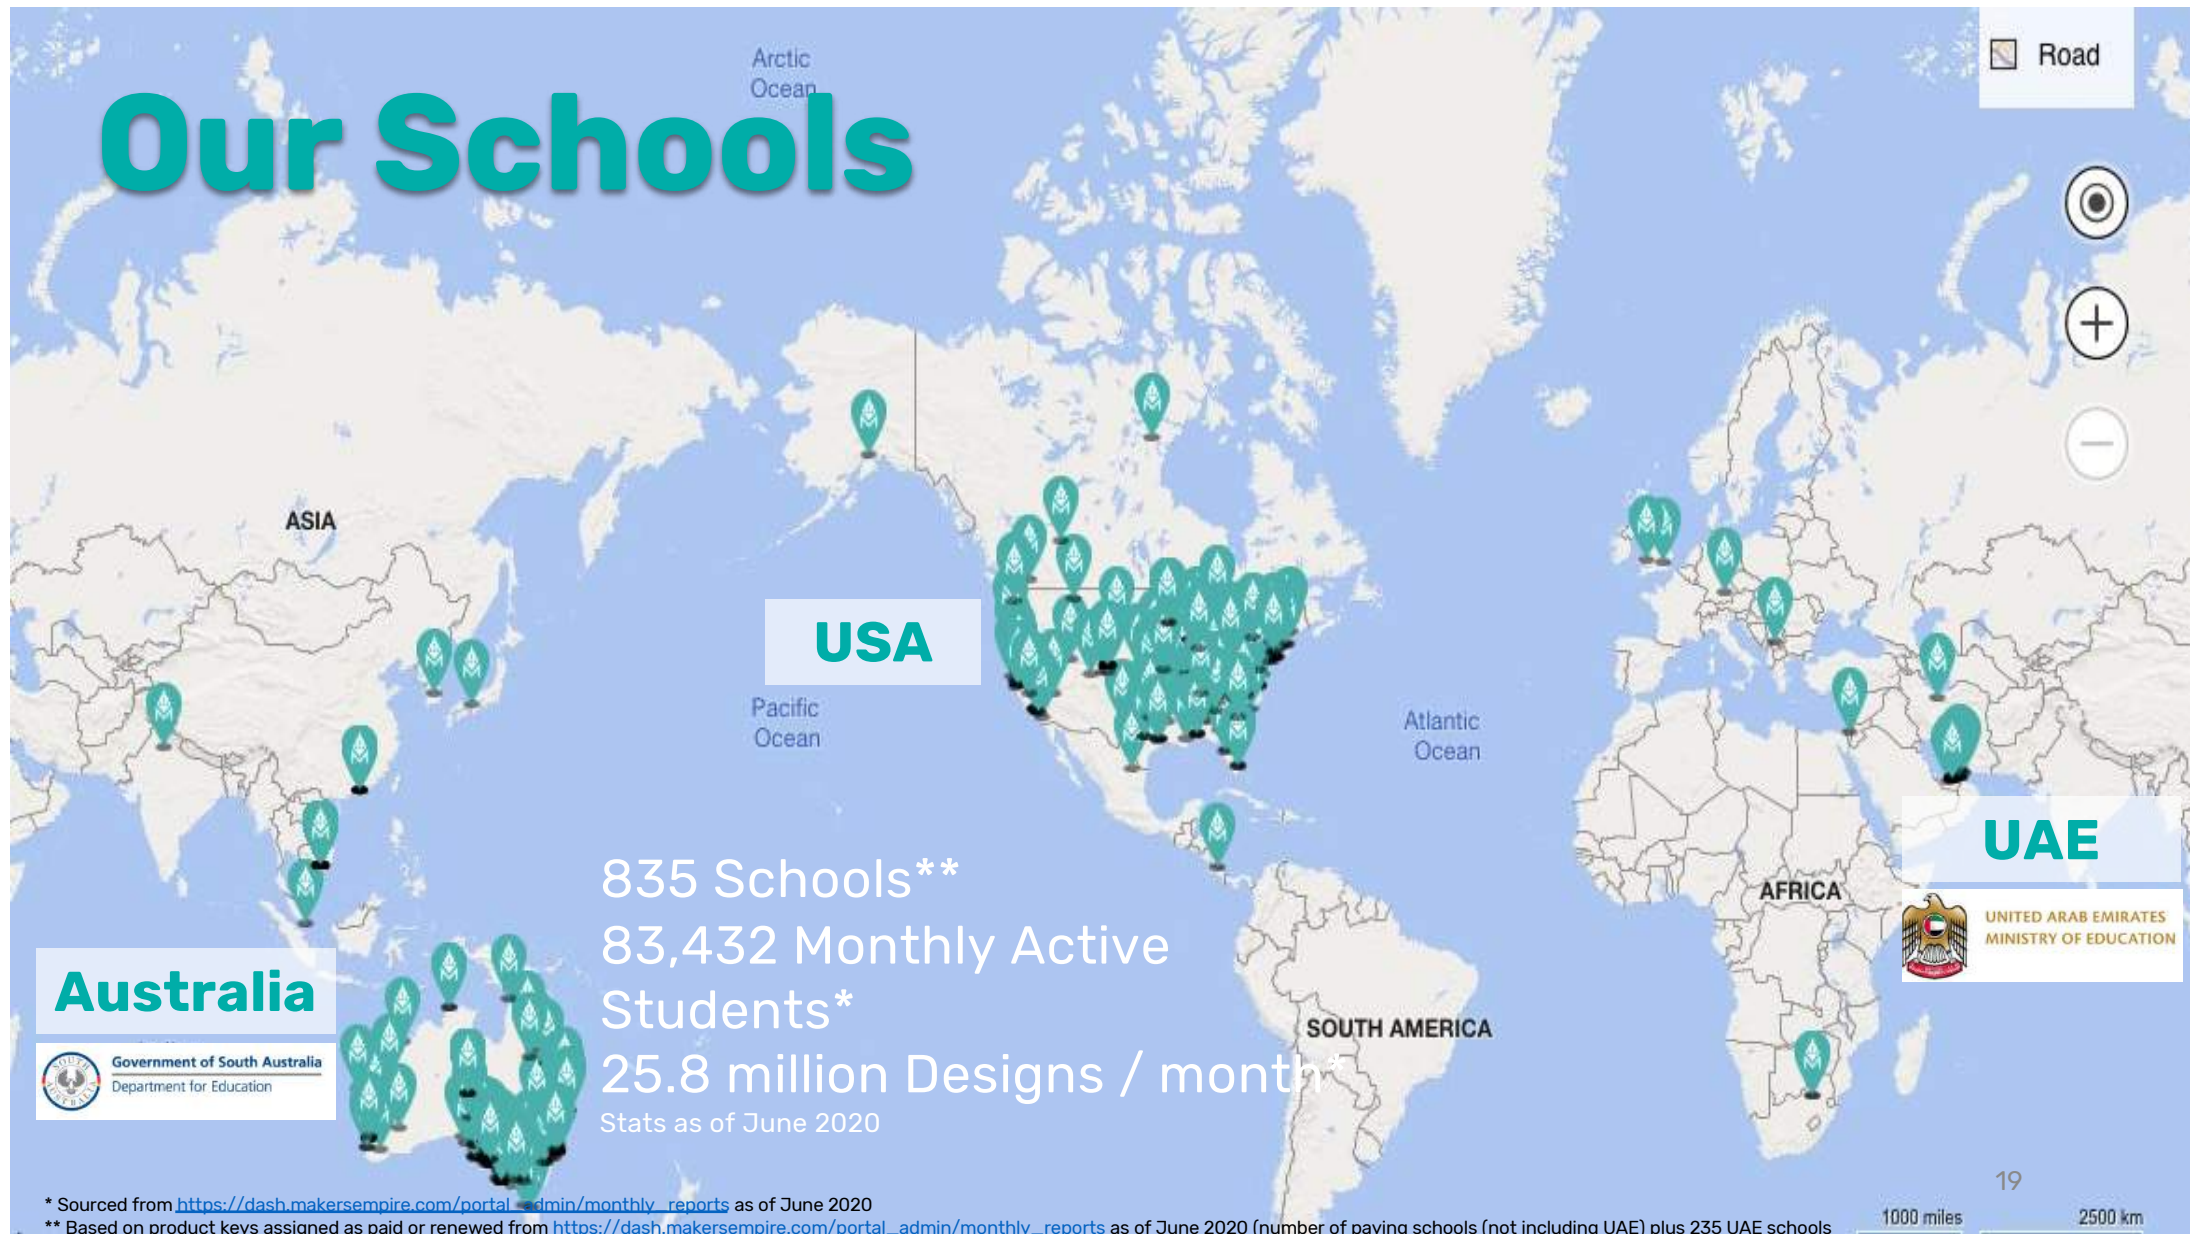 Arctic
Ocean
Road
Our Schools
ASIA
USA
Pacific
Ocean
Atlantic
Ocean
UAE
835 Schools**
AFRICA
UNITED ARAB EMIRATES
MINISTRY OF EDUCATION
83,432 Monthly Active
Students*
Australia
SOUTH AMERICA
Government of South Australia
Department for Education
25.8 million Designs / month*
Stats as of June 2020
19
* Sourced from https://dash.makersempire.com/portal_admin/monthly_reports as of June 2020
** Based on product keys assigned as paid or renewed from https://dash.makersempire.com/portal_admin/monthly_reports as of June 2020 (number of paying schools (not including UAE) plus 235 UAE schools
1000 miles
2500 km